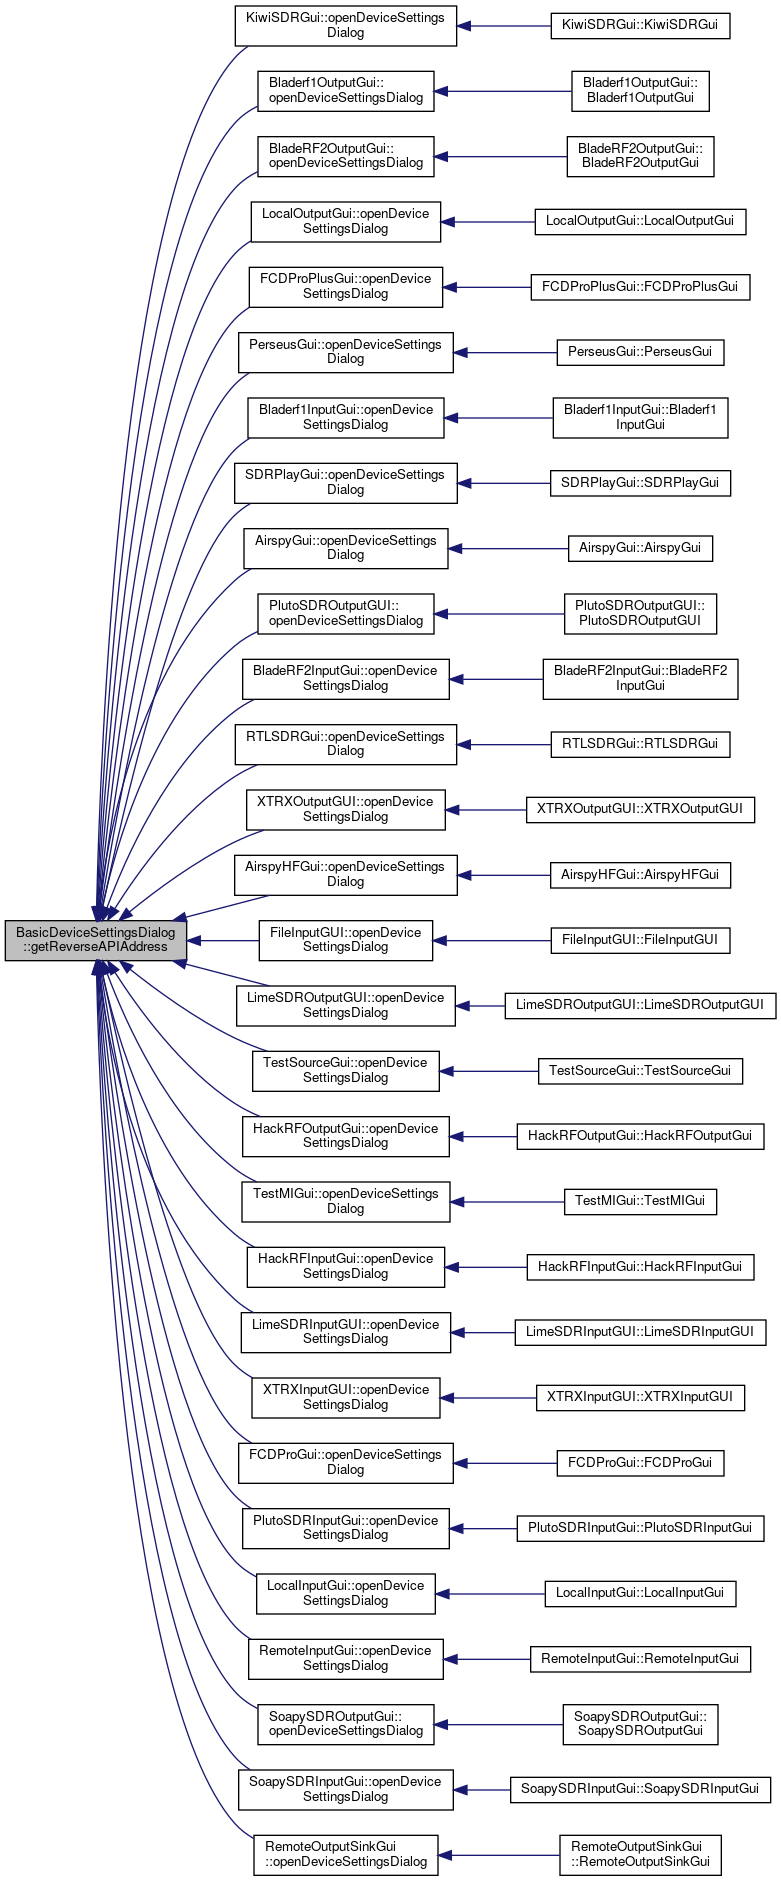 KiwiSDRGui::openDeviceSettings
Dialog
KiwiSDRGui::KiwiSDRGui
Bladerf1OutputGui::
openDeviceSettingsDialog
Bladerf1OutputGui::
Bladerf1OutputGui
BladeRF2OutputGui::
openDeviceSettingsDialog
BladeRF2OutputGui::
BladeRF2OutputGui
LocalOutputGui::openDevice
SettingsDialog
LocalOutputGui::LocalOutputGui
FCDProPlusGui::openDevice
SettingsDialog
FCDProPlusGui::FCDProPlusGui
PerseusGui::openDeviceSettings
Dialog
PerseusGui::PerseusGui
Bladerf1InputGui::openDevice
SettingsDialog
Bladerf1InputGui::Bladerf1
InputGui
SDRPlayGui::openDeviceSettings
Dialog
SDRPlayGui::SDRPlayGui
AirspyGui::openDeviceSettings
Dialog
AirspyGui::AirspyGui
PlutoSDROutputGUI::
openDeviceSettingsDialog
PlutoSDROutputGUI::
PlutoSDROutputGUI
BladeRF2InputGui::openDevice
SettingsDialog
BladeRF2InputGui::BladeRF2
InputGui
RTLSDRGui::openDeviceSettings
Dialog
RTLSDRGui::RTLSDRGui
XTRXOutputGUI::openDevice
SettingsDialog
XTRXOutputGUI::XTRXOutputGUI
AirspyHFGui::openDeviceSettings
Dialog
AirspyHFGui::AirspyHFGui
BasicDeviceSettingsDialog
::getReverseAPIAddress
FileInputGUI::openDevice
SettingsDialog
FileInputGUI::FileInputGUI
LimeSDROutputGUI::openDevice
SettingsDialog
LimeSDROutputGUI::LimeSDROutputGUI
TestSourceGui::openDevice
SettingsDialog
TestSourceGui::TestSourceGui
HackRFOutputGui::openDevice
SettingsDialog
HackRFOutputGui::HackRFOutputGui
TestMIGui::openDeviceSettings
Dialog
TestMIGui::TestMIGui
HackRFInputGui::openDevice
SettingsDialog
HackRFInputGui::HackRFInputGui
LimeSDRInputGUI::openDevice
SettingsDialog
LimeSDRInputGUI::LimeSDRInputGUI
XTRXInputGUI::openDevice
SettingsDialog
XTRXInputGUI::XTRXInputGUI
FCDProGui::openDeviceSettings
Dialog
FCDProGui::FCDProGui
PlutoSDRInputGui::openDevice
SettingsDialog
PlutoSDRInputGui::PlutoSDRInputGui
LocalInputGui::openDevice
SettingsDialog
LocalInputGui::LocalInputGui
RemoteInputGui::openDevice
SettingsDialog
RemoteInputGui::RemoteInputGui
SoapySDROutputGui::
openDeviceSettingsDialog
SoapySDROutputGui::
SoapySDROutputGui
SoapySDRInputGui::openDevice
SettingsDialog
SoapySDRInputGui::SoapySDRInputGui
RemoteOutputSinkGui
::openDeviceSettingsDialog
RemoteOutputSinkGui
::RemoteOutputSinkGui